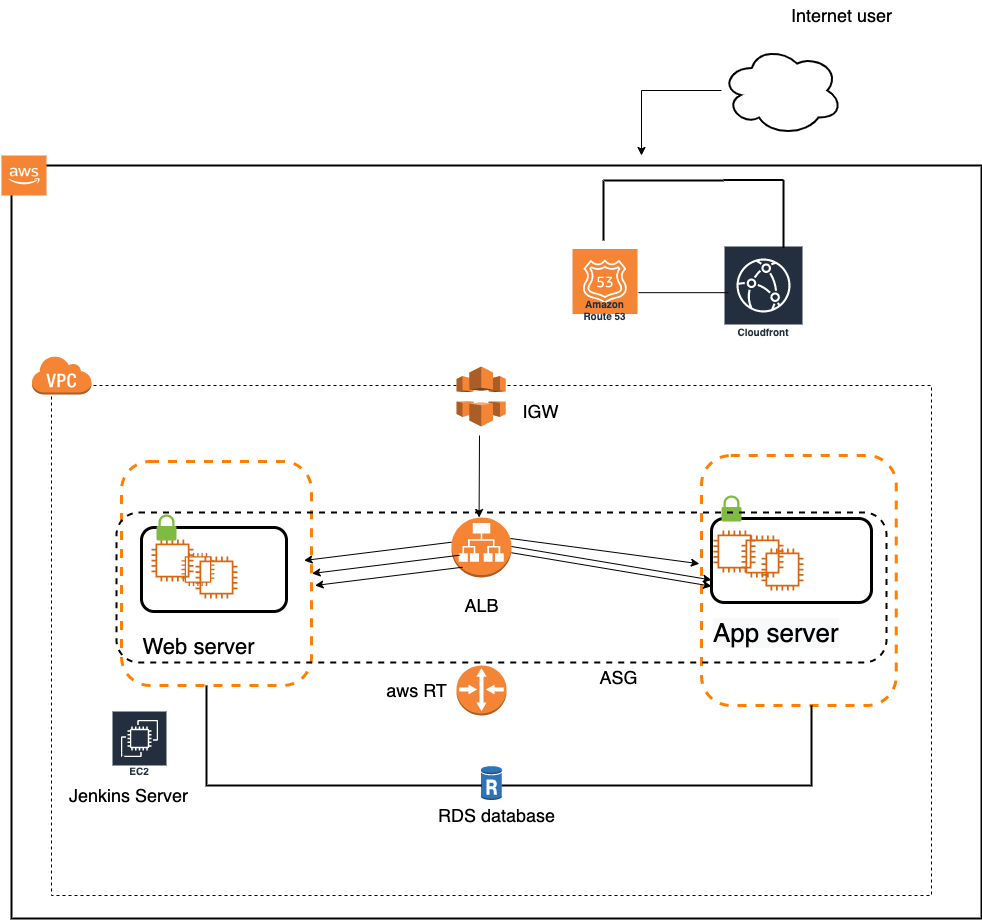 Internet user
aws
53
Amazon
Route 53
Cloudfront
VPC
IGW
ALB
Web server
App server
ASG
aws RT
EC2
Jenkins Server
R
RDS database